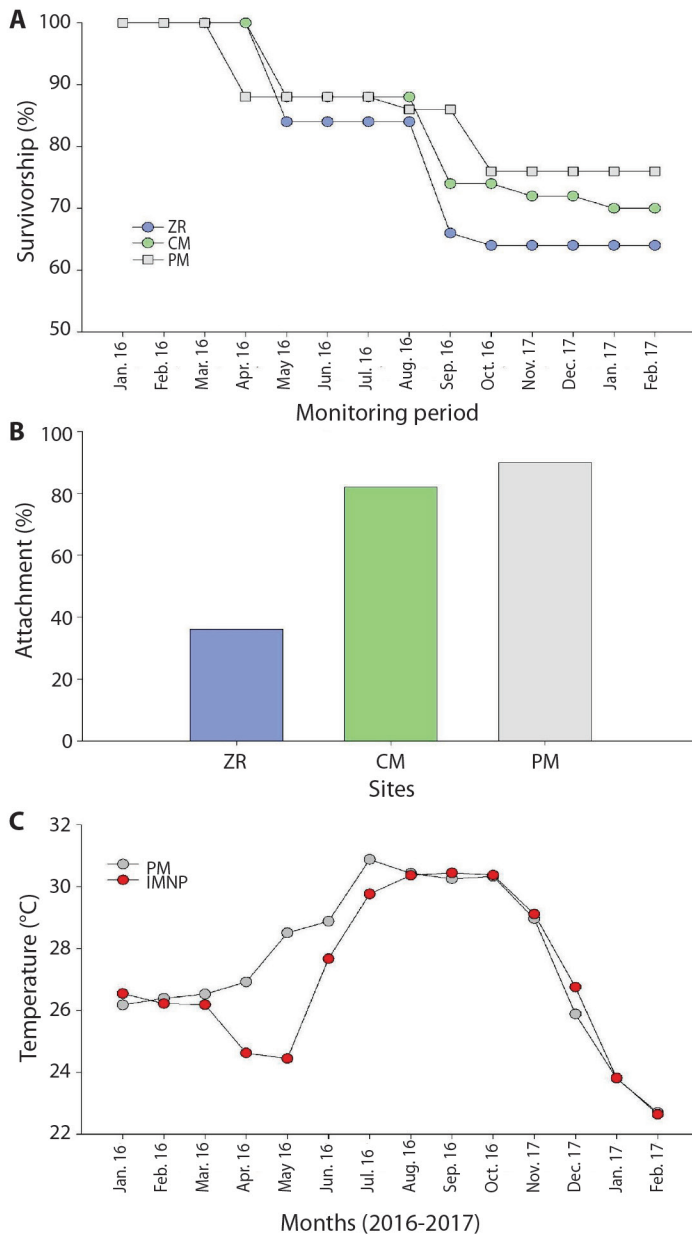 A
Survivorship (%)
100
90
80
70
60
50
ZR
CM
PM
Jan. 16
Feb. 16
Mar. 16
Apr. 16
May 16
Jun. 16
Jul. 16
Aug. 16
Sep. 16
Oct. 16
Nov. 17
Dec. 17
Jan. 17
Feb. 17
Monitoring period
B
Attachment (%)
100
80
60
40
20
0
ZR
CM
PM
Sites
C
Temperature (°C)
32
30
28
26
24
22
PM
IMNP
Jan. 16
Feb. 16
Mar. 16
Apr. 16
May 16
Jun. 16
Jul. 16
Aug. 16
Sep. 16
Oct. 16
Nov. 17
Dec. 17
Jan. 17
Feb. 17
Months (2016-2017)